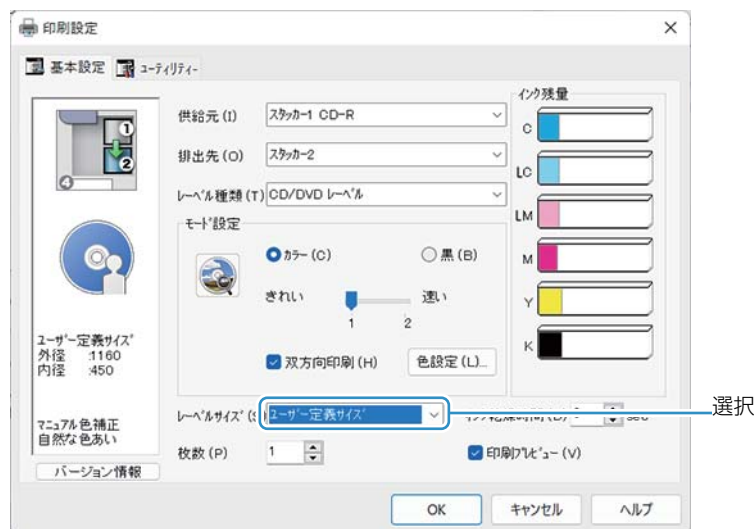 印刷設定
基本設定 ユーティリティー
供給元 (I) スタッカー1 CD-R
排出先 (O) スタッカー2
レーベル種類 (T) CD/DVD レーベル
モード設定
カラー (C) 黒 (B)
きれい 速い
1 2
双方向印刷 (H) 色設定 (L)...
インク残量
C
LC
LM
M
Y
K
1
2
4
ユーザー定義サイズ
外径 :1160
内径 :450
マニュアル色補正
自然な色あい
バージョン情報
レーベルサイズ (S) ユーザー定義サイズ
選択
枚数 (P) 1
印刷プレビュー (V)
OK キャンセル ヘルプ